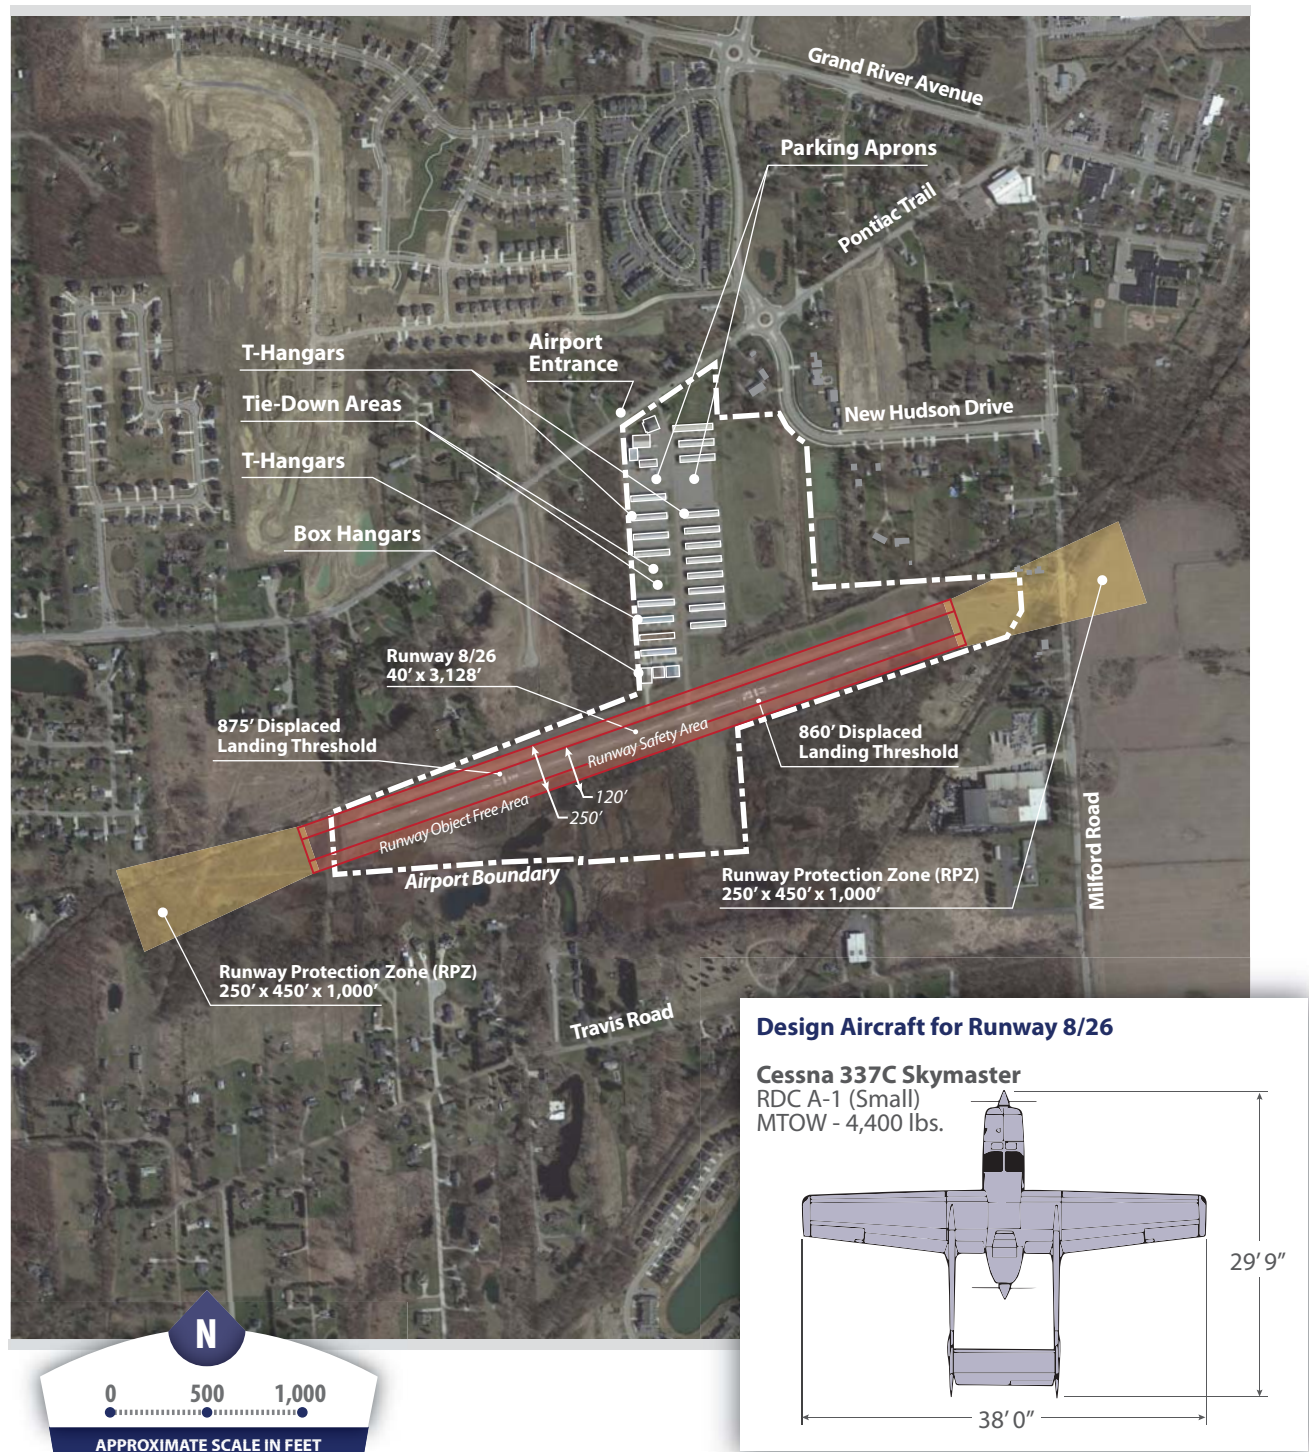 Grand River Avenue
Parking Aprons
Pontiac Trail
T-Hangars
Airport
Entrance
Tie-Down Areas
New Hudson Drive
T-Hangars
Box Hangars
Runway 8/26
40’ x 3,128’
875’ Displaced
Landing Threshold
Runway Safety Area
860’ Displaced
Landing Threshold
120’
250’
Runway Object Free Area
Airport Boundary
Runway Protection Zone (RPZ)
250’ x 450’ x 1,000’
Milford Road
Runway Protection Zone (RPZ)
250’ x 450’ x 1,000’
Travis Road
Design Aircraft for Runway 8/26
Cessna 337C Skymaster
RDC A-1 (Small)
MTOW - 4,400 lbs.
29’ 9”
38’ 0”
N
0 500 1,000
APPROXIMATE SCALE IN FEET